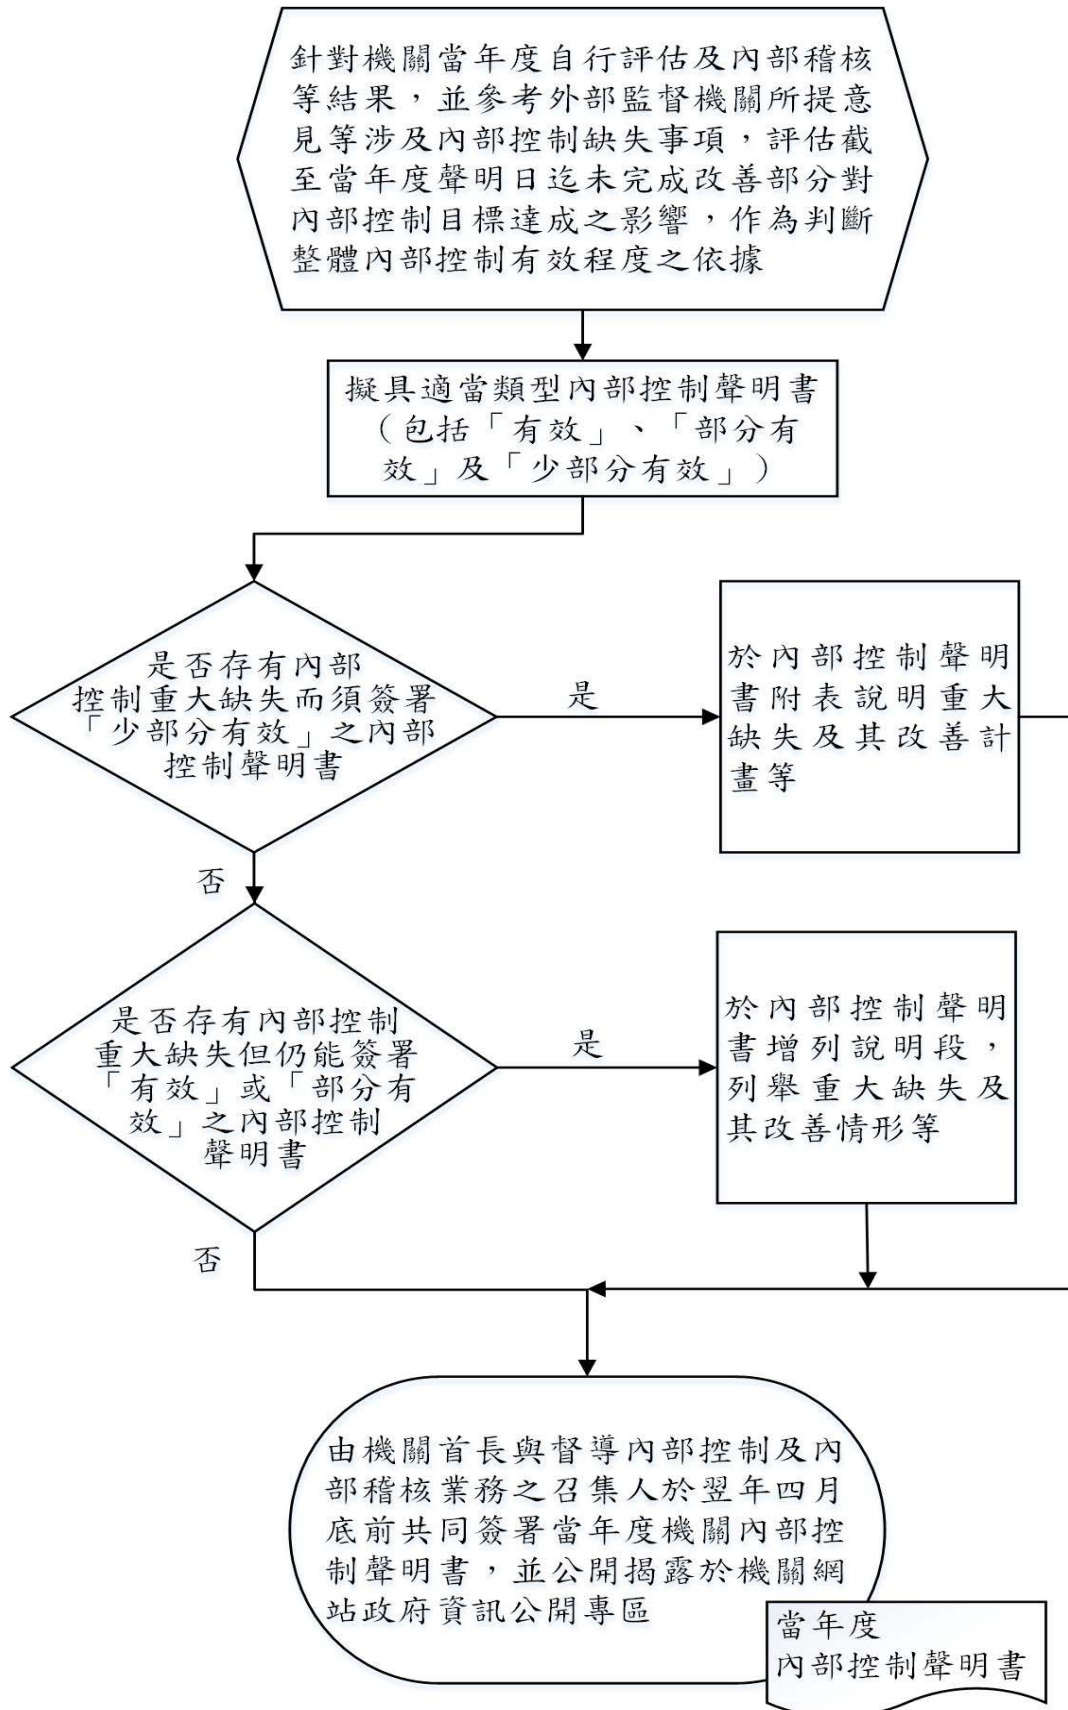 針對機關當年度自行評估及內部稽核
等結果，並參考外部監督機關所提意
見等涉及內部控制缺失事項，評估截
至當年度聲明日迄未完成改善部分對
內部控制目標達成之影響，作為判斷
整體內部控制有效程度之依據
擬具適當類型內部控制聲明書
（包括「有效」、「部分有
效」及「少部分有效」）
是否存有內部
控制重大缺失而須簽署
「少部分有效」之內部
控制聲明書
是
於內部控制聲明
書附表說明重大
缺失及其改善計
畫等
否
是否存有內部控制
重大缺失但仍能簽署
「有效」或「部分有
效」之內部控制
聲明書
是
於內部控制聲明
書增列說明段，
列舉重大缺失及
其改善情形等
否
由機關首長與督導內部控制及內
部稽核業務之召集人於翌年四月
底前共同簽署當年度機關內部控
制聲明書，並公開揭露於機關網
站政府資訊公開專區
當年度
內部控制聲明書